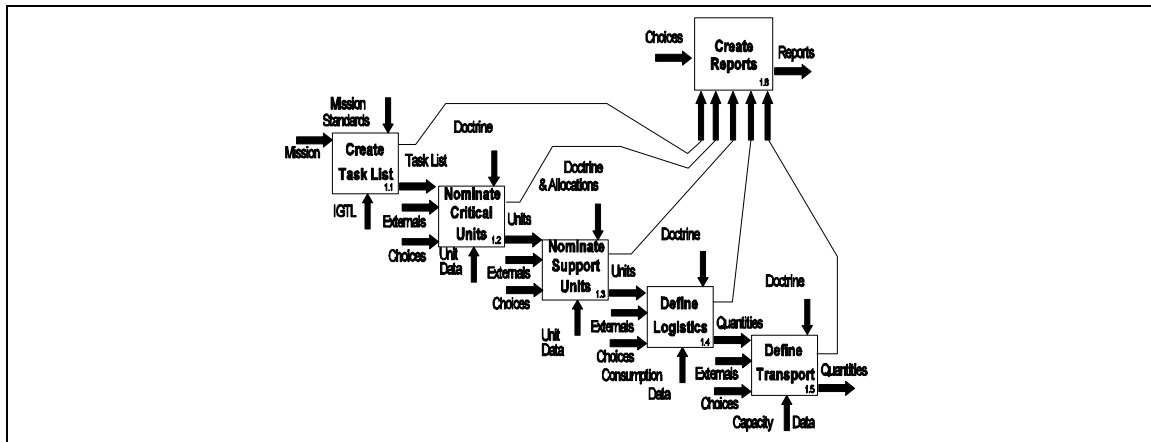 Choices
Create
Reports
1.6
Reports
Mission
Standards
Mission
Create
Task List
1.1
IGTL
Doctrine
Task List
Externals
Choices
Nominate
Critical
Units
1.2
Unit
Data
Doctrine
& Allocations
Units
Externals
Choices
Nominate
Support
Units
1.3
Unit
Data
Doctrine
Units
Externals
Choices
Define
Logistics
1.4
Consumption
Data
Doctrine
Quantities
Externals
Choices
Define
Transport
1.5
Capacity Data
Quantities